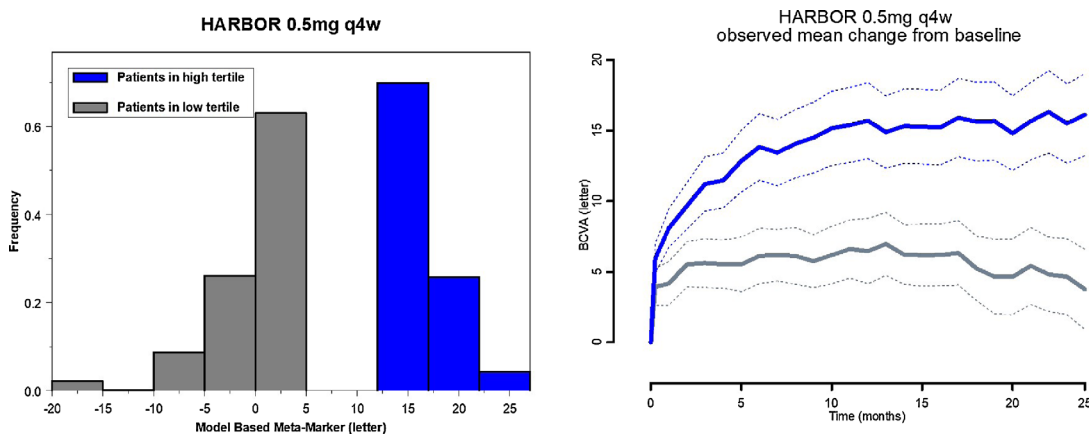 HARBOR 0.5mg q4w
Patients in high tertile
Patients in low tertile
Frequency
0.6
0.4
0.2
0.0
-20 -15 -10 -5 0 5 10 15 20 25
Model Based Meta-Marker (letter)
HARBOR 0.5mg q4w
observed mean change from baseline
BCVA (letter)
20
15
10
5
0
0 5 10 15 20 25
Time (months)